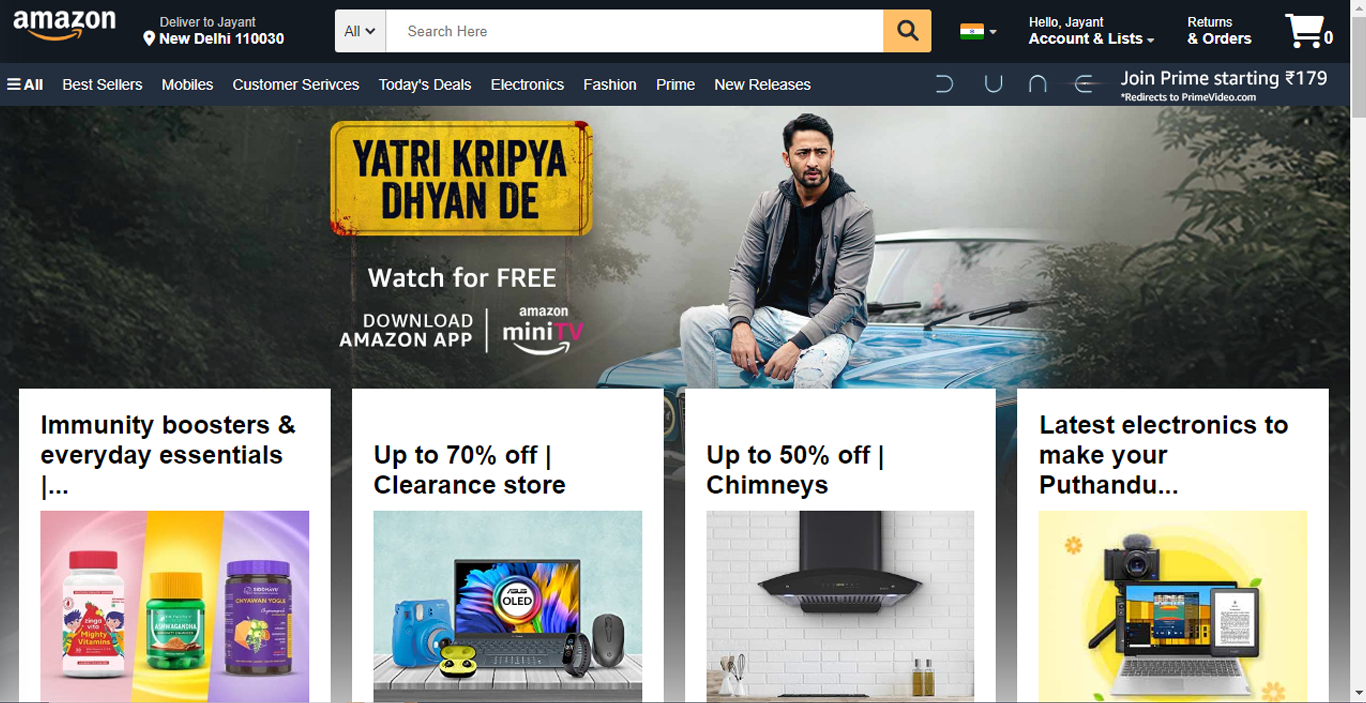 amazon
Deliver to Jayant
New Delhi 110030
All
Search Here
Hello, Jayant
Account & Lists
Returns
& Orders
0
All
Best Sellers
Mobiles
Customer Serivces
Today's Deals
Electronics
Fashion
Prime
New Releases
Join Prime starting ₹179
*Redirects to PrimeVideo.com
YATRI KRIPYA
DHYAN DE
Watch for FREE
DOWNLOAD
AMAZON APP
amazon
miniTV
Immunity boosters &
everyday essentials
|...
Up to 70% off |
Clearance store
Up to 50% off |
Chimneys
Latest electronics to
make your
Puthandu...
zingavita
Mighty
Vitamins
ASHWAGANDHA
CHYAWAN YOGUE
ASUS
OLED